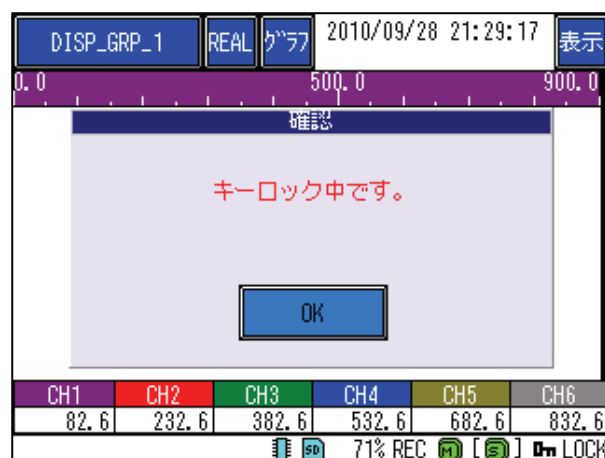 DISP_GRP_1 REAL グラフ 2010/09/28 21:29:17 表示
0.0 500.0 900.0
確認
キーロック中です。
OK
CH1 CH2 CH3 CH4 CH5 CH6
82.6 232.6 382.6 532.6 682.6 832.6
SD 71% REC M [S] LOCK